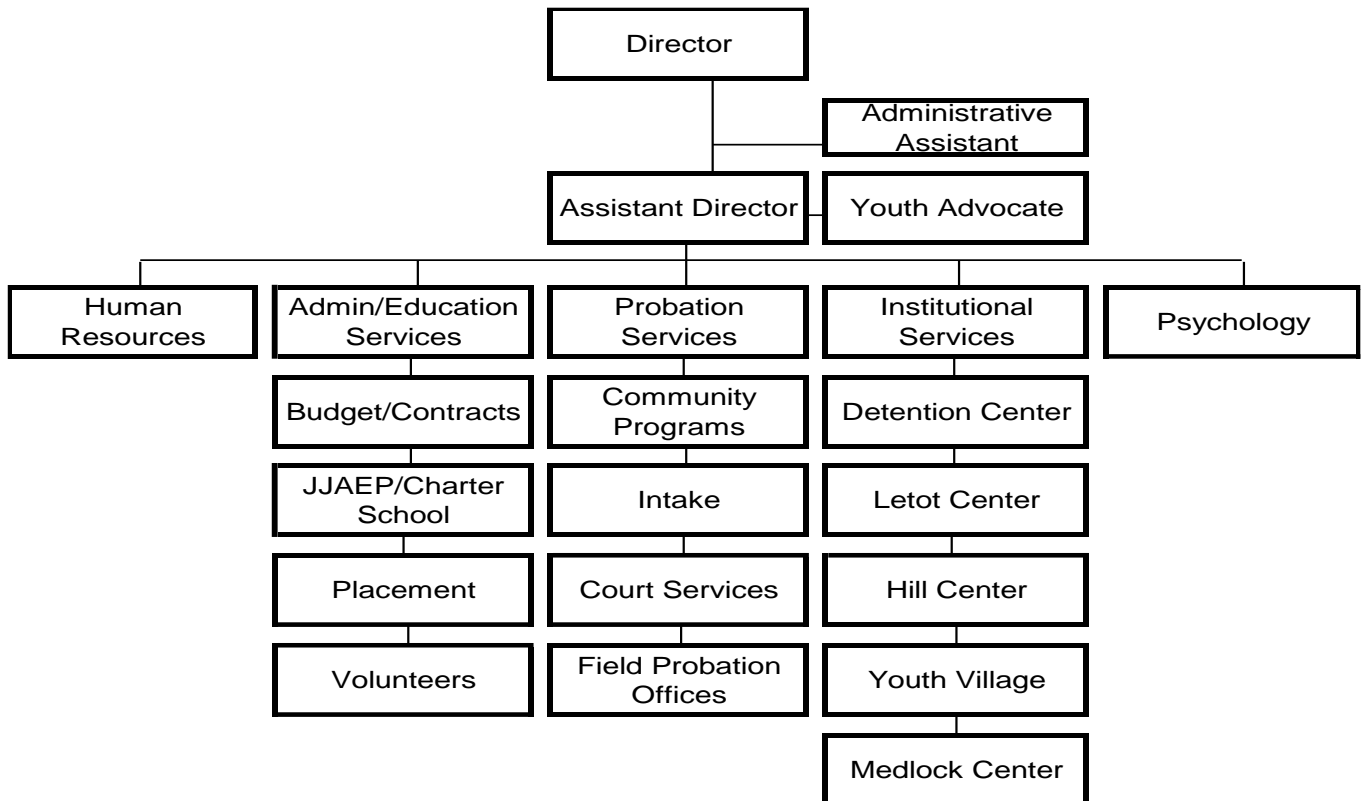 Director
Administrative
Assistant
Assistant Director
Youth Advocate
Human
Resources
Admin/Education
Services
Probation
Services
Institutional
Services
Psychology
Budget/Contracts
Community
Programs
Detention Center
JJAEP/Charter
School
Intake
Letot Center
Placement
Court Services
Hill Center
Volunteers
Field Probation
Offices
Youth Village
Medlock Center